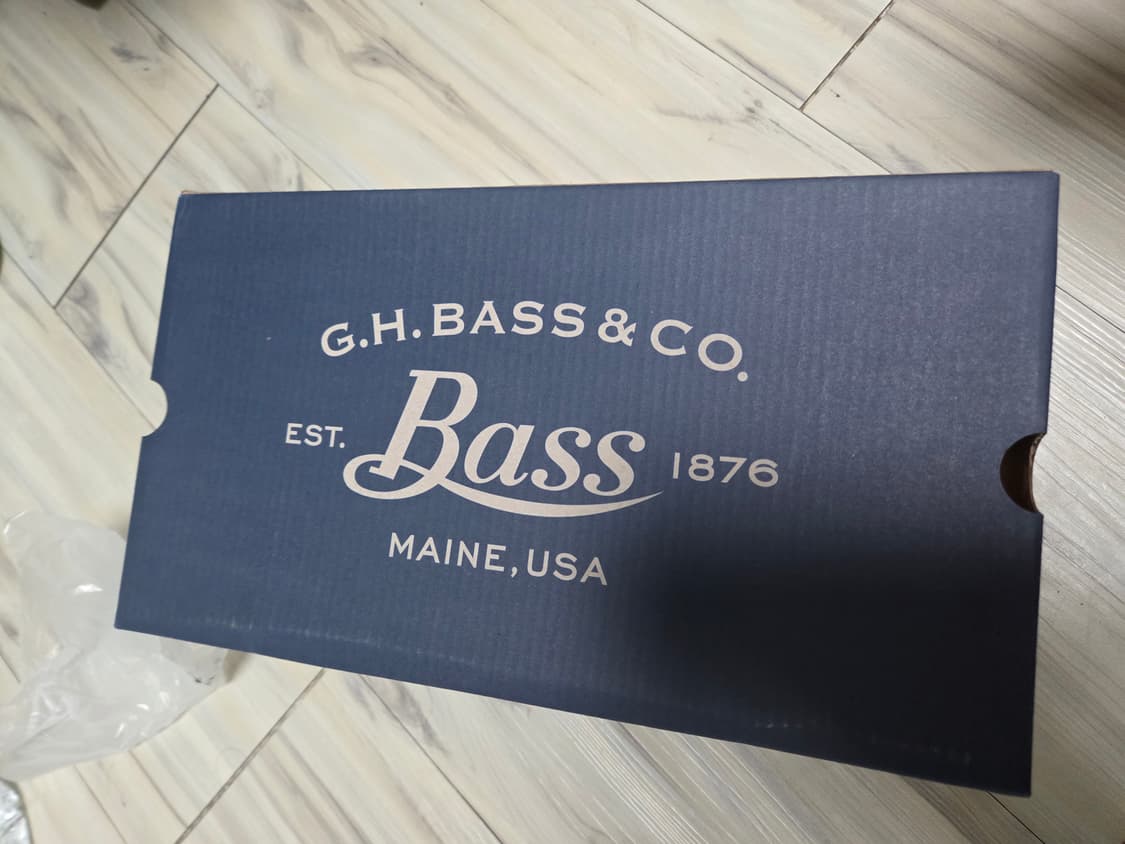 G.H. BASS & CO.
EST. Bass 1876
MAINE, USA